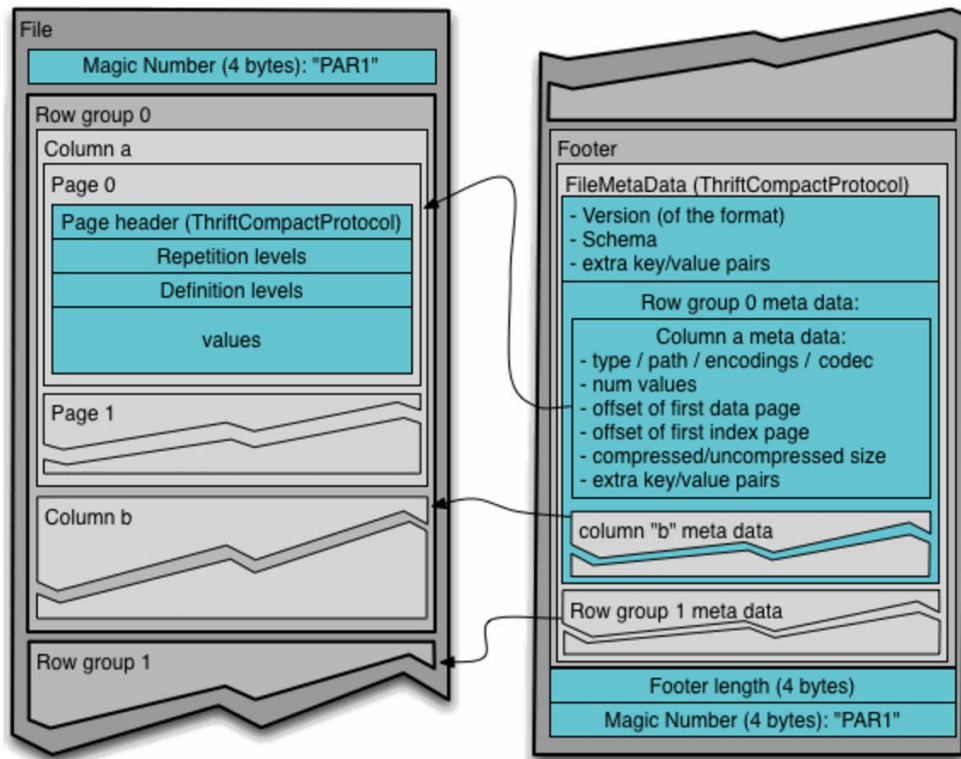 File
Magic Number (4 bytes): "PAR1"
Row group 0
Column a
Page 0
Page header (ThriftCompactProtocol)
Repetition levels
Definition levels
values
Page 1
Column b
Row group 1
Footer
FileMetaData (ThriftCompactProtocol)
- Version (of the format)
- Schema
- extra key/value pairs
Row group 0 meta data:
Column a meta data:
- type / path / encodings / codec
- num values
- offset of first data page
- offset of first index page
- compressed/uncompressed size
- extra key/value pairs
column "b" meta data
Row group 1 meta data
Footer length (4 bytes)
Magic Number (4 bytes): "PAR1"